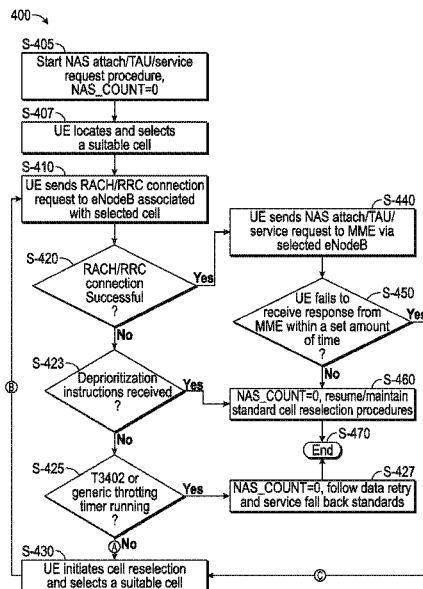 400
S-405
Start NAS attach/TAU/service
request procedure,
NAS_COUNT=0
S-407
UE locates and selects
a suitable cell
S-410
UE sends RACH/RRC connection
request to eNodeB associated
with selected cell
S-440
UE sends NAS attach/TAU/
service request to MME via
selected eNodeB
S-420
RACH/RRC
connection
Successful
?
Yes
No
S-450
UE fails to
receive response from
MME within a set amount
of time
?
Yes
No
S-423
Deprioritization
instructions received
?
Yes
No
S-460
NAS_COUNT=0, resume/maintain
standard cell reselection procedures
S-470
End
S-425
T3402 or
generic throtting
timer running
?
Yes
S-427
NAS_COUNT=0, follow data retry
and service fail back standards
A
No
B
C
S-430
UE initiates cell reselection
and selects a suitable cell